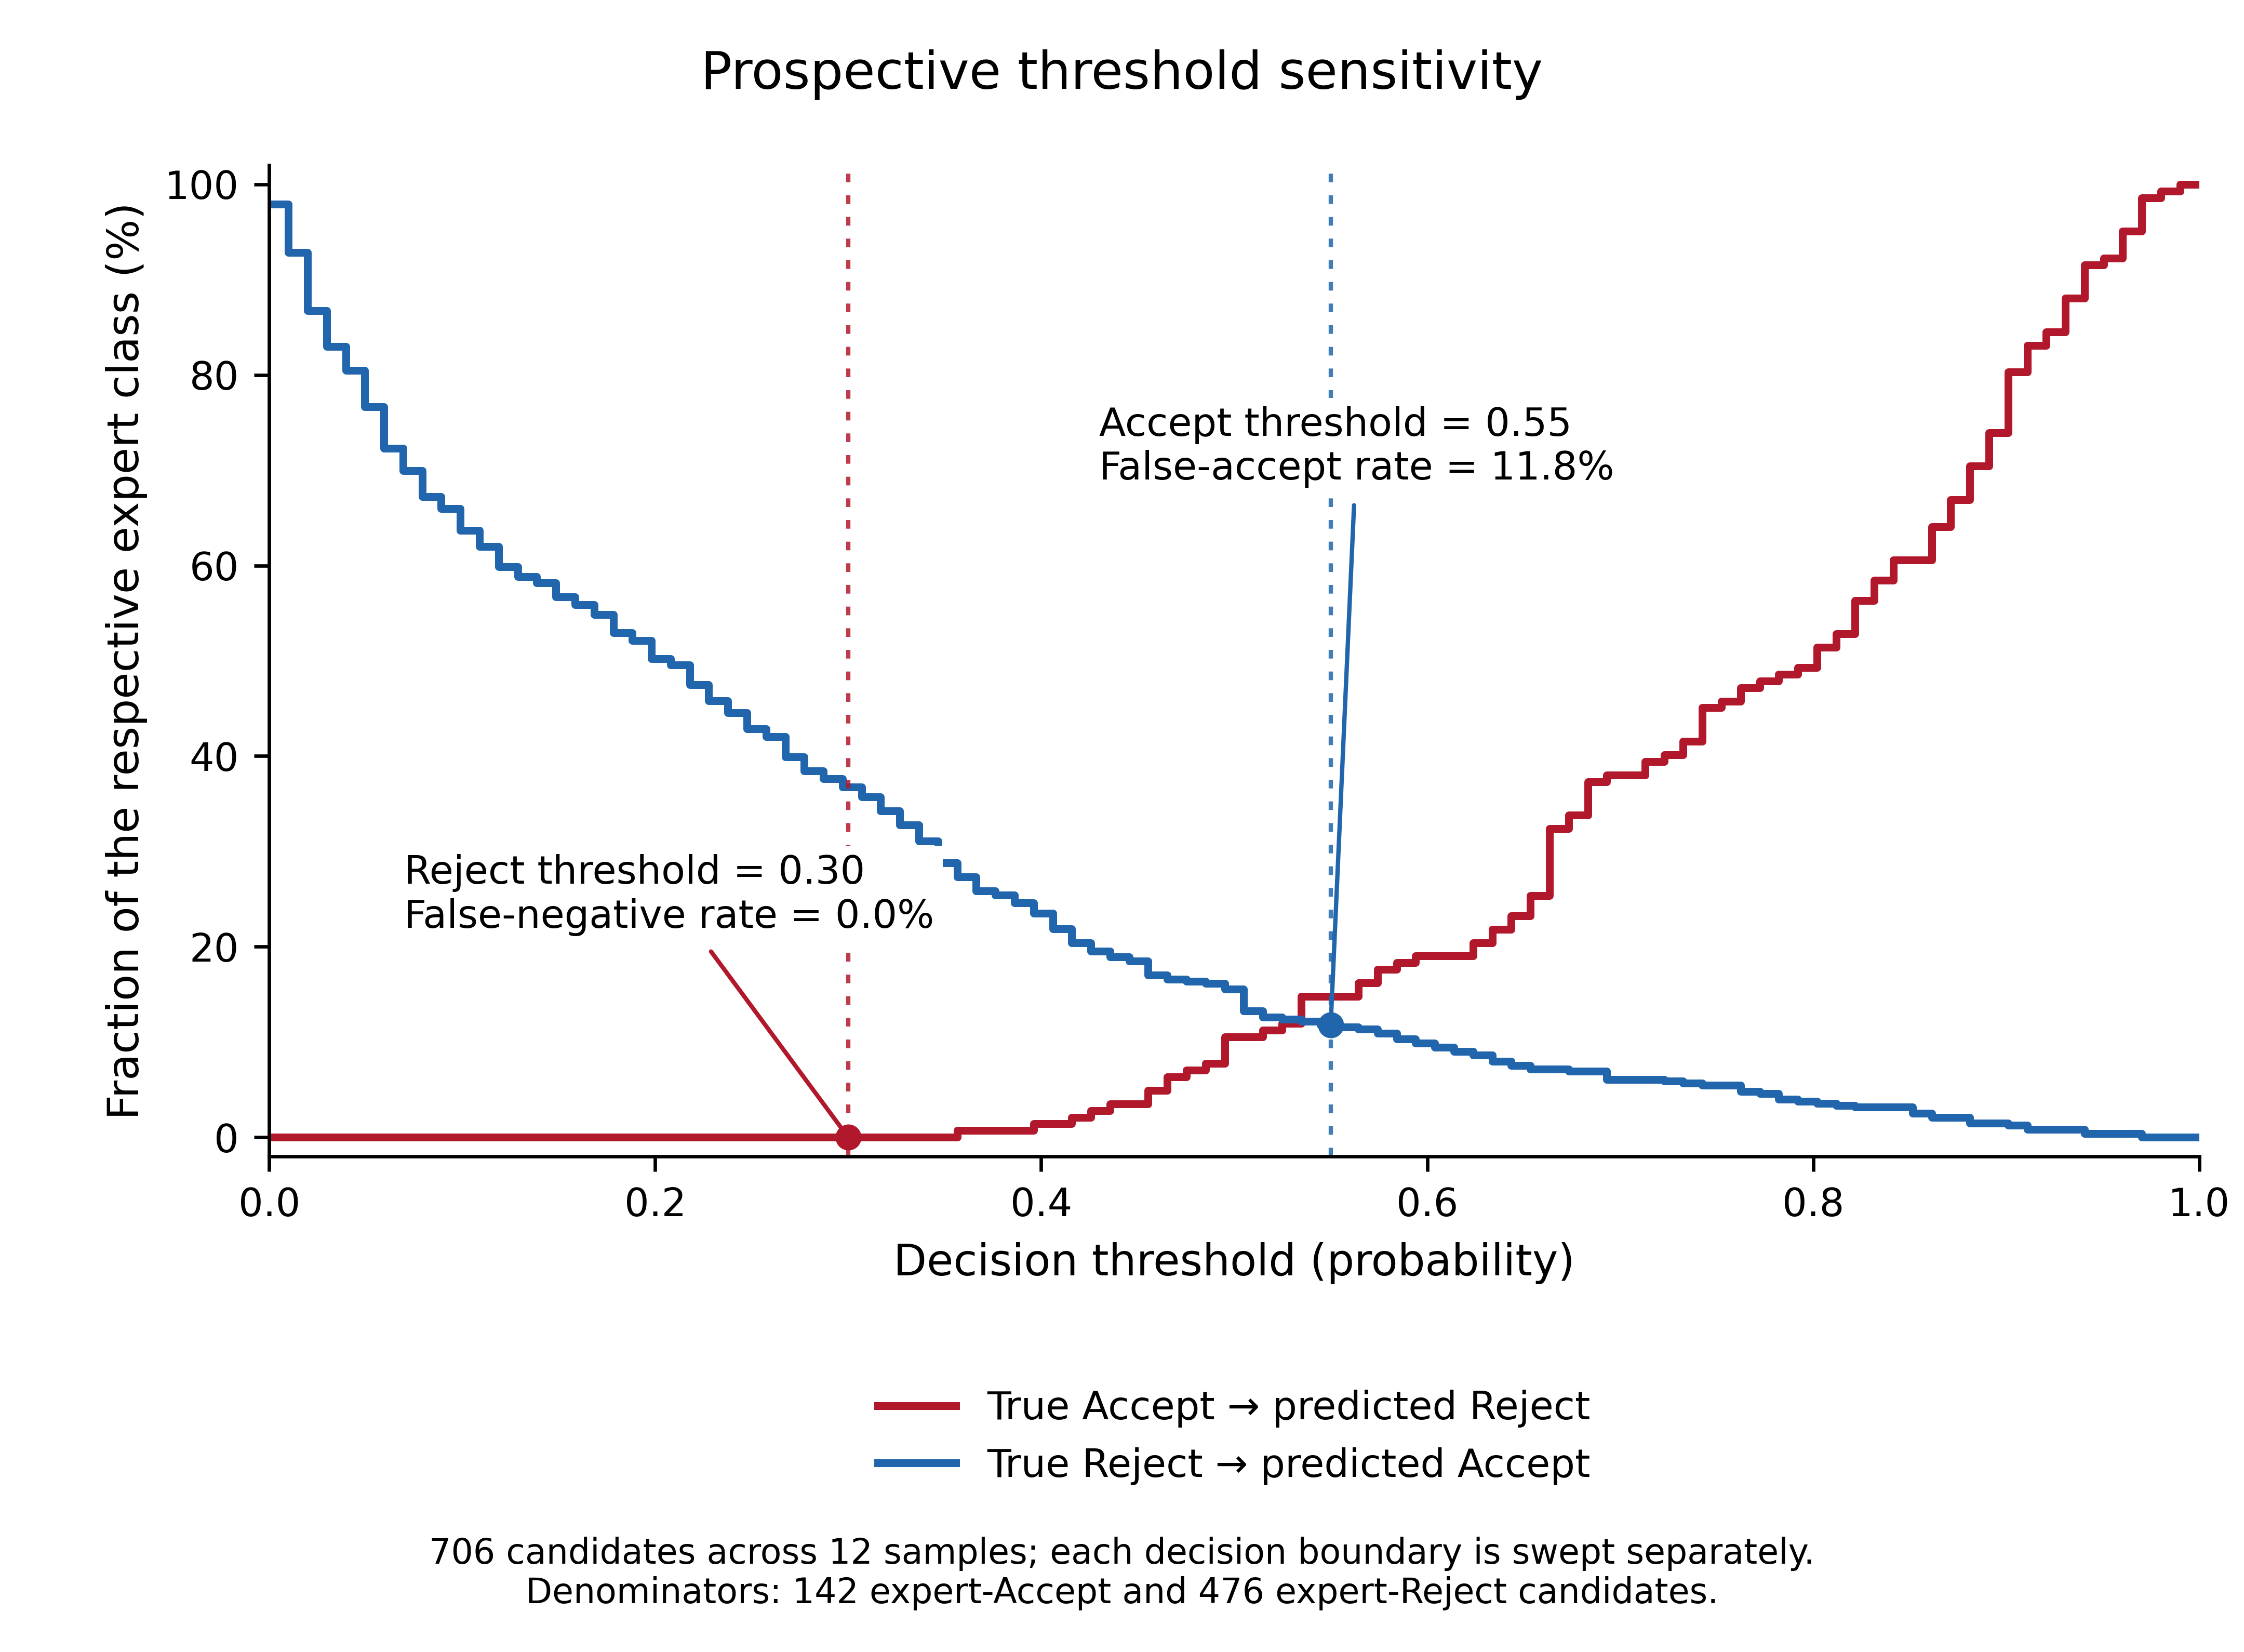 Prospective threshold sensitivity
Fraction of the respective expert class (%)
100
80
60
40
20
0
Accept threshold = 0.55
False-accept rate = 11.8%
Reject threshold = 0.30
False-negative rate = 0.0%
0.0
0.2
0.4
0.6
0.8
1.0
Decision threshold (probability)
True Accept → predicted Reject
True Reject → predicted Accept
706 candidates across 12 samples; each decision boundary is swept separately.
Denominators: 142 expert-Accept and 476 expert-Reject candidates.